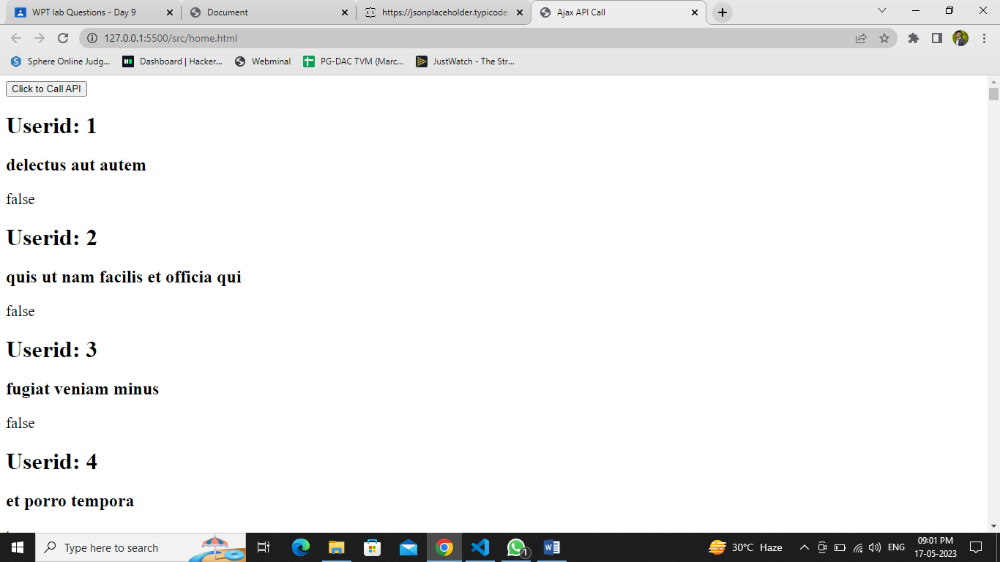 WPT lab Questions - Day 9
Document
https://jsonplaceholder.typicode.
Ajax API Call
127.0.0.1:5500/src/home.html
Sphere Online Judg...
Dashboard | Hacker...
Webminal
PG-DAC TVM (Marc...
JustWatch - The Str...
Click to Call API
Userid: 1
delectus aut autem
false
Userid: 2
quis ut nam facilis et officia qui
false
Userid: 3
fugiat veniam minus
false
Userid: 4
et porro tempora
Type here to search
1
30°C Haze
ENG
09:01 PM
17-05-2023